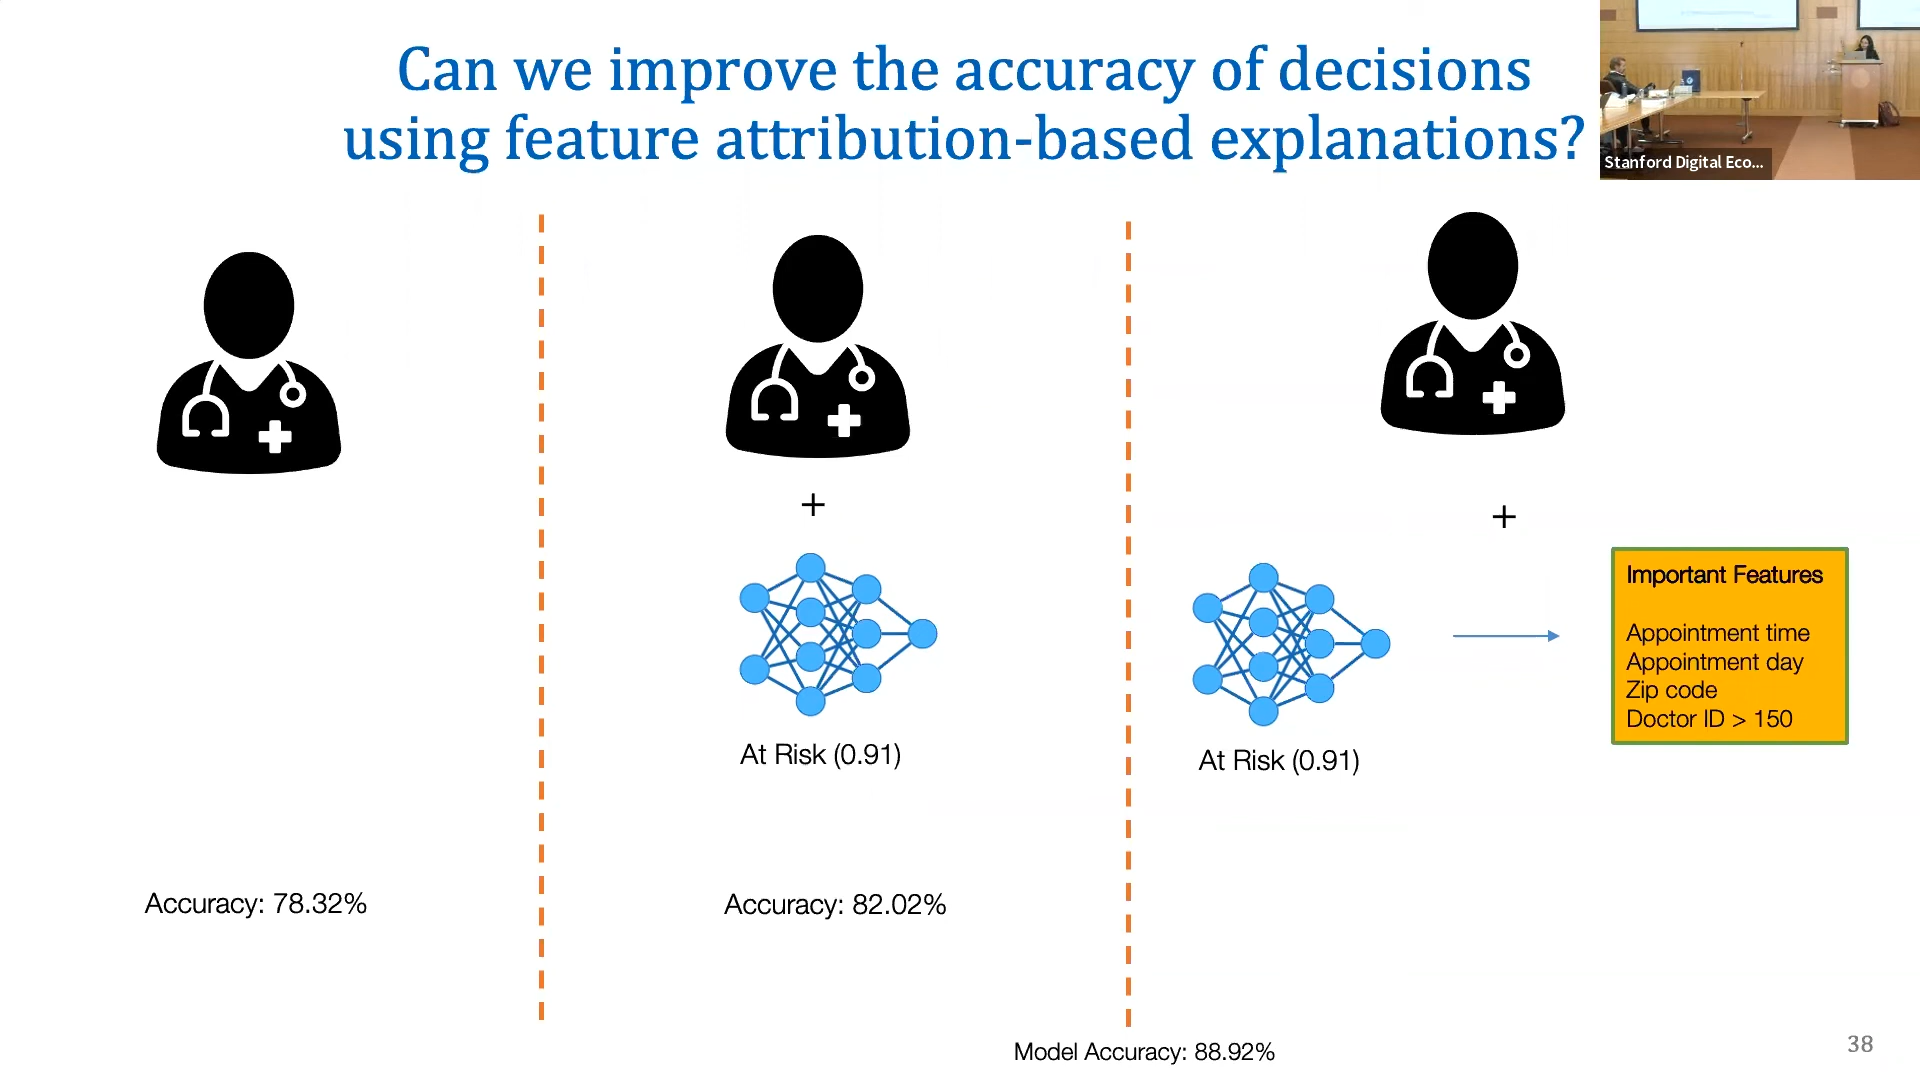 Can we improve the accuracy of decisions
using feature attribution-based explanations?
Stanford Digital Eco...
+
At Risk (0.91)
+
At Risk (0.91)
Important Features
Appointment time
Appointment day
Zip code
Doctor ID > 150
Accuracy: 78.32%
Accuracy: 82.02%
Model Accuracy: 88.92%
38